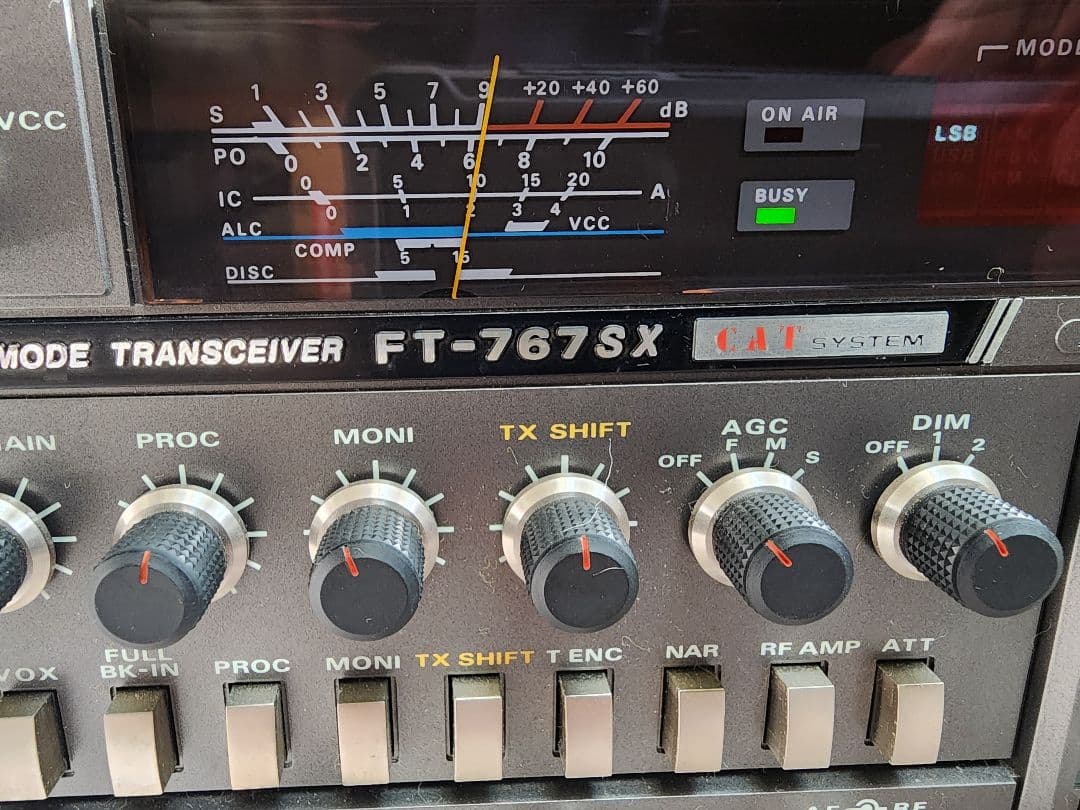 VCC
S 1 3 5 7 9 +20 +40 +60 dB
PO 0 2 4 6 8 10
IC 0 5 10 15 20 A
0 1 2 3 4
ALC VCC
COMP 5 15
DISC
ON AIR
BUSY
MODE
LSB
MODE TRANSCEIVER FT-767SX CAT SYSTEM
AIN PROC MONI TX SHIFT AGC DIM
OFF F M S OFF 1 2
VOX FULL BK-IN PROC MONI TX SHIFT T ENC NAR RF AMP ATT